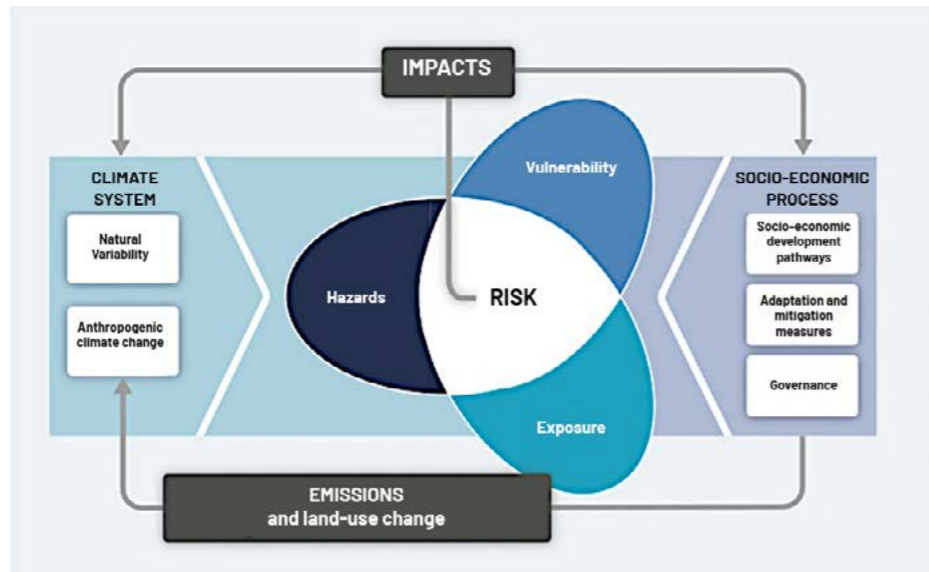 IMPACTS
CLIMATE
SYSTEM
Natural
Variability
Anthropogenic
climate change
Hazards
Vulnerability
RISK
Exposure
SOCIO-ECONOMIC
PROCESS
Socio-economic
development
pathways
Adaptation and
mitigation
measures
Governance
EMISSIONS
and land-use change